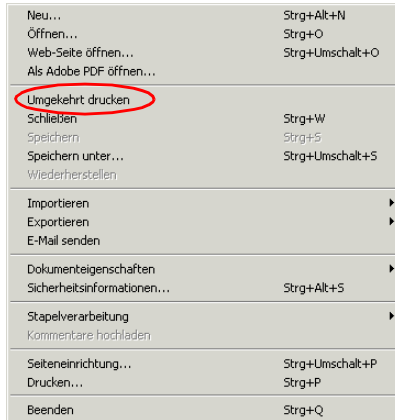 Neu... Strg+Alt+N
Öffnen... Strg+O
Web-Seite öffnen... Strg+Umschalt+O
Als Adobe PDF öffnen...
Umgekehrt drucken
Schließen Strg+W
Speichern Strg+S
Speichern unter... Strg+Umschalt+S
Wiederherstellen
Importieren
Exportieren
E-Mail senden
Dokumenteigenschaften
Sicherheitsinformationen... Strg+Alt+S
Stapelverarbeitung
Kommentare hochladen
Seiteneinrichtung... Strg+Umschalt+P
Drucken... Strg+P
Beenden Strg+Q